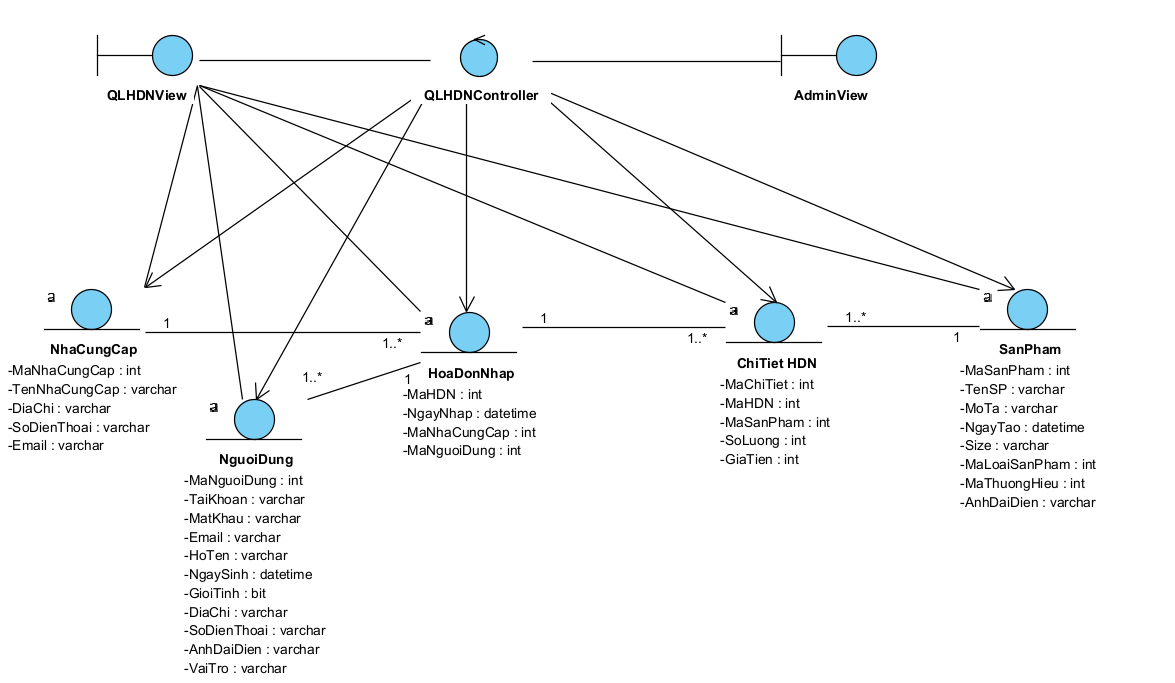 QLHDNView
QLHDNController
AdminView
a
NhaCungCap
-MaNhaCungCap : int
-TenNhaCungCap : varchar
-DiaChi : varchar
-SoDienThoai : varchar
-Email : varchar
1
1..*
a
NguoiDung
-MaNguoiDung : int
-TaiKhoan : varchar
-MatKhau : varchar
-Email : varchar
-HoTen : varchar
-NgaySinh : datetime
-GioiTinh : bit
-DiaChi : varchar
-SoDienThoai : varchar
-AnhDaiDien : varchar
-VaiTro : varchar
1..*
1
a
HoaDonNhap
-MaHDN : int
-NgayNhap : datetime
-MaNhaCungCap : int
-MaNguoiDung : int
1
1..*
a
ChiTiet HDN
-MaChiTiet : int
-MaHDN : int
-MaSanPham : int
-SoLuong : int
-GiaTien : int
1..*
1
a
SanPham
-MaSanPham : int
-TenSP : varchar
-MoTa : varchar
-NgayTao : datetime
-Size : varchar
-MaLoaiSanPham : int
-MaThuongHieu : int
-AnhDaiDien : varchar